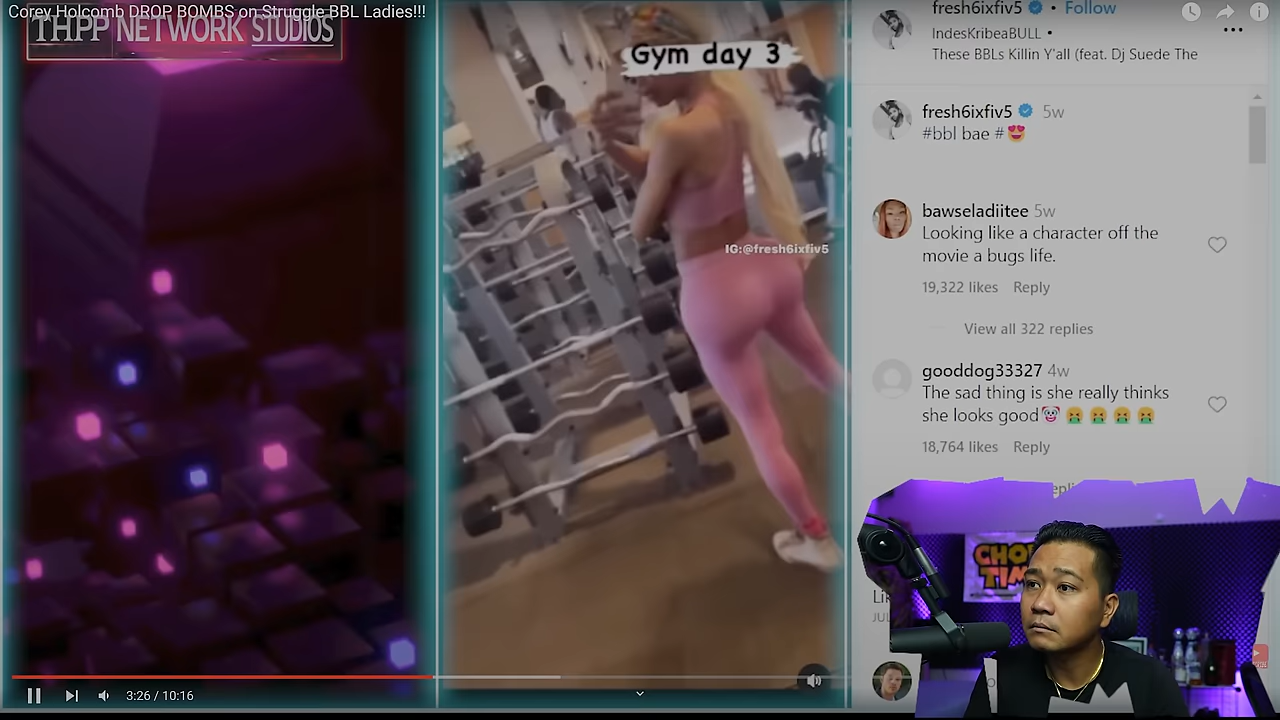 Corey Holcomb DROP BOMBS on Struggle BBL Ladies!!!
THPP NETWORK STUDIOS
Gym day 3
IG:@fresh6ixfiv5
fresh6ixfiv5 • Follow
IndesKribeaBULL •
These BBLs Killin Y'all (feat. Dj Suede The
fresh6ixfiv5 5w
#bbl bae #😍
bawseladiitee 5w
Looking like a character off the
movie a bugs life.
19,322 likes Reply
View all 322 replies
gooddog33327 4w
The sad thing is she really thinks
she looks good🤡🤮🤮🤮🤮
18,764 likes Reply
3:26 / 10:16